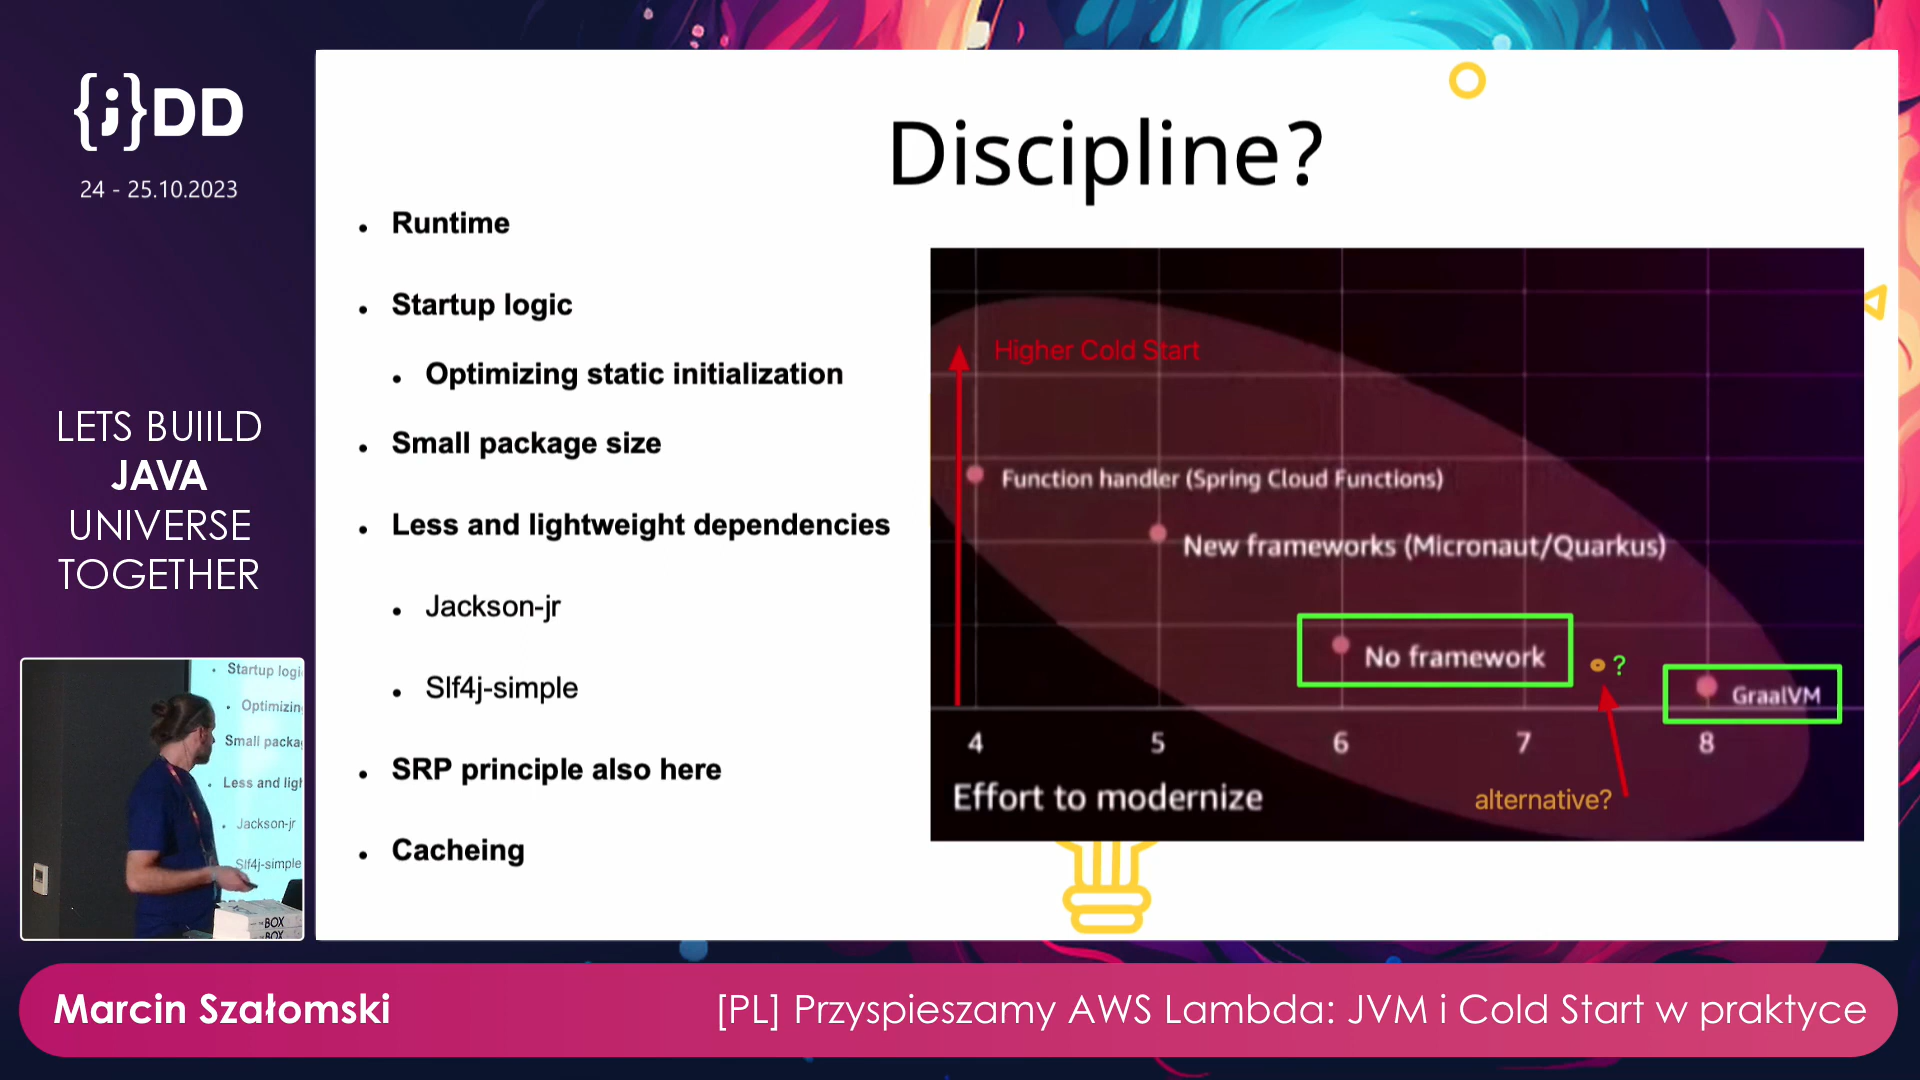 {j}DD
24 - 25.10.2023
LETS BUIILD
JAVA
UNIVERSE
TOGETHER
Discipline?
Runtime
Startup logic
Optimizing static initialization
Small package size
Less and lightweight dependencies
Jackson-jr
Slf4j-simple
SRP principle also here
Cacheing
Higher Cold Start
Function handler (Spring Cloud Functions)
New frameworks (Micronaut/Quarkus)
No framework
?
GraalVM
4 5 6 7 8
Effort to modernize
alternative?
Startup logi
Optimizin
Small packa
Less and ligh
Jackson-jr
Slf4j-simple
BOX
BOX
Marcin Szałomski
[PL] Przyspieszamy AWS Lambda: JVM i Cold Start w praktyce